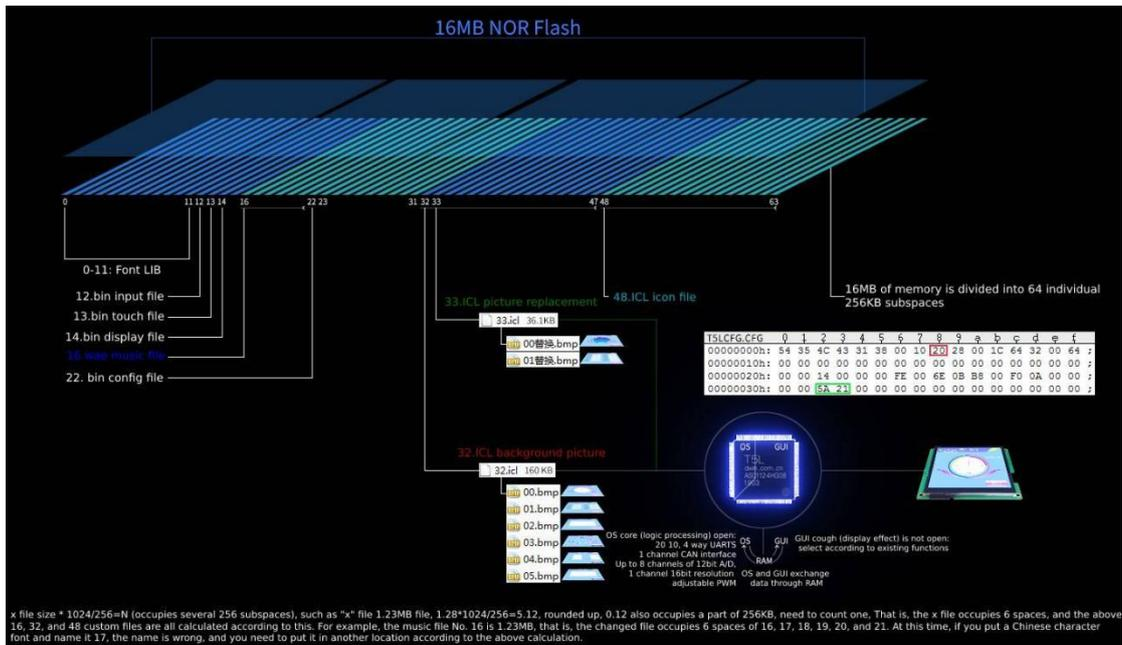 16MB NOR Flash
0 11 12 13 14 16 22 23 31 32 33 47 48 63
0-11: Font LIB
12.bin input file
13.bin touch file
14.bin display file
16.wae music file
22. bin config file
33.ICL picture replacement
33.icl 36.1KB
00替换.bmp
01替换.bmp
48.ICL icon file
16MB of memory is divided into 64 individual
256KB subspaces
T5LCFG.CFG 0 1 2 3 4 5 6 7 8 9 a b c d e f
00000000h: 54 35 4C 43 31 38 00 10 20 28 00 1C 64 32 00 64 ;
00000010h: 00 00 00 00 00 00 00 00 00 00 00 00 00 00 00 00 ;
00000020h: 00 00 14 00 00 00 FE 00 6E 0B B8 00 F0 0A 00 00 ;
00000030h: 00 00 5A 21 00 00 00 00 00 00 00 00 00 00 00 00 ;
32.ICL background picture
32.icl 160 KB
00.bmp
01.bmp
02.bmp
03.bmp
04.bmp
05.bmp
OS GUI
T5L
1903
OS core (logic processing) open:
20 10, 4 way UARTS
1 channel CAN interface
Up to 8 channels of 12bit A/D,
1 channel 16bit resolution
adjustable PWM
OS GUI
RAM
OS and GUI exchange
data through RAM
GUI cough (display effect) is not open:
select according to existing functions
x file size * 1024/256=N (occupies several 256 subspaces), such as "x" file 1.23MB file, 1.28*1024/256=5.12, rounded up, 0.12 also occupies a part of 256KB, need to count one, That is, the x file occupies 6 spaces, and the above
16, 32, and 48 custom files are all calculated according to this. For example, the music file No. 16 is 1.23MB, that is, the changed file occupies 6 spaces of 16, 17, 18, 19, 20, and 21. At this time, if you put a Chinese character
font and name it 17, the name is wrong, and you need to put it in another location according to the above calculation.